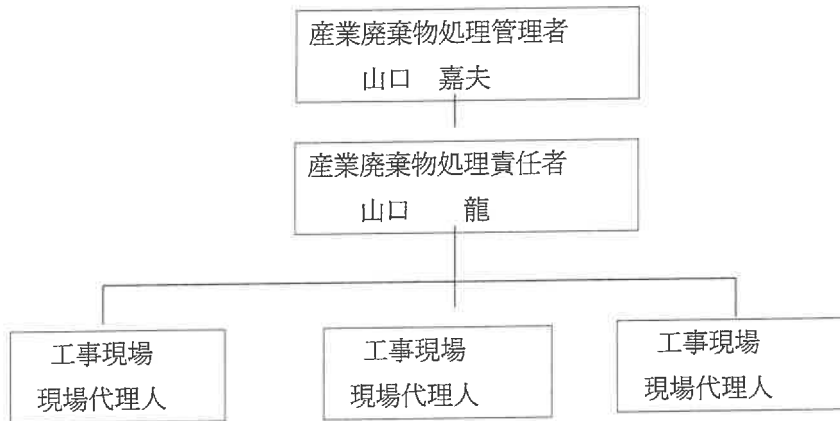 産業廃棄物処理管理者
山口 嘉夫
産業廃棄物処理責任者
山口 龍
工事現場
現場代理人
工事現場
現場代理人
工事現場
現場代理人